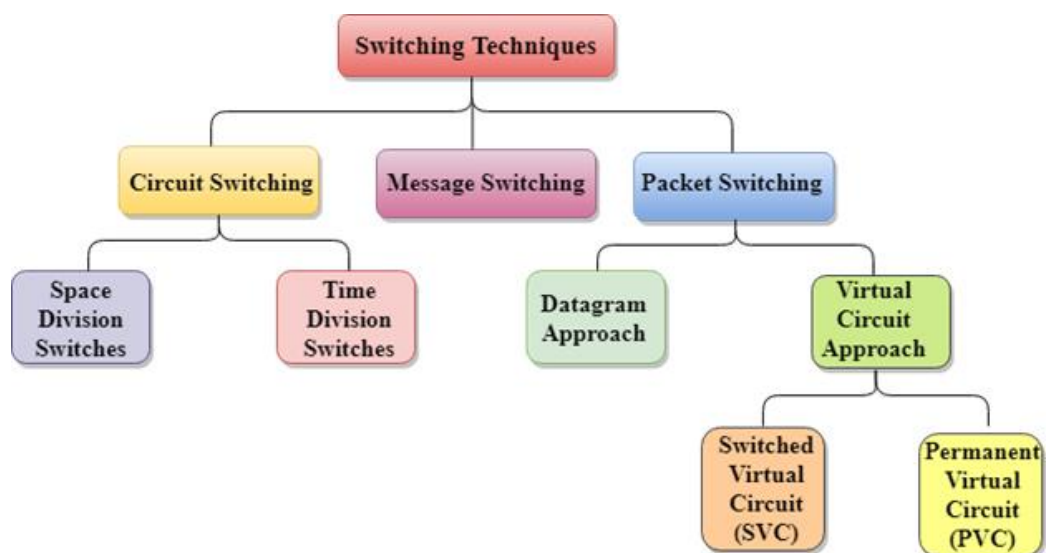 Switching Techniques
Circuit Switching
Message Switching
Packet Switching
Space
Division
Switches
Time
Division
Switches
Datagram
Approach
Virtual
Circuit
Approach
Switched
Virtual
Circuit
(SVC)
Permanent
Virtual
Circuit
(PVC)